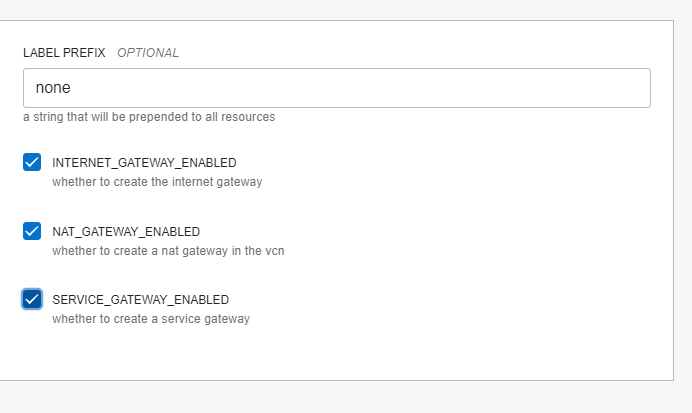 LABEL PREFIX OPTIONAL
none
a string that will be prepended to all resources
INTERNET_GATEWAY_ENABLED
whether to create the internet gateway
NAT_GATEWAY_ENABLED
whether to create a nat gateway in the vcn
SERVICE_GATEWAY_ENABLED
whether to create a service gateway